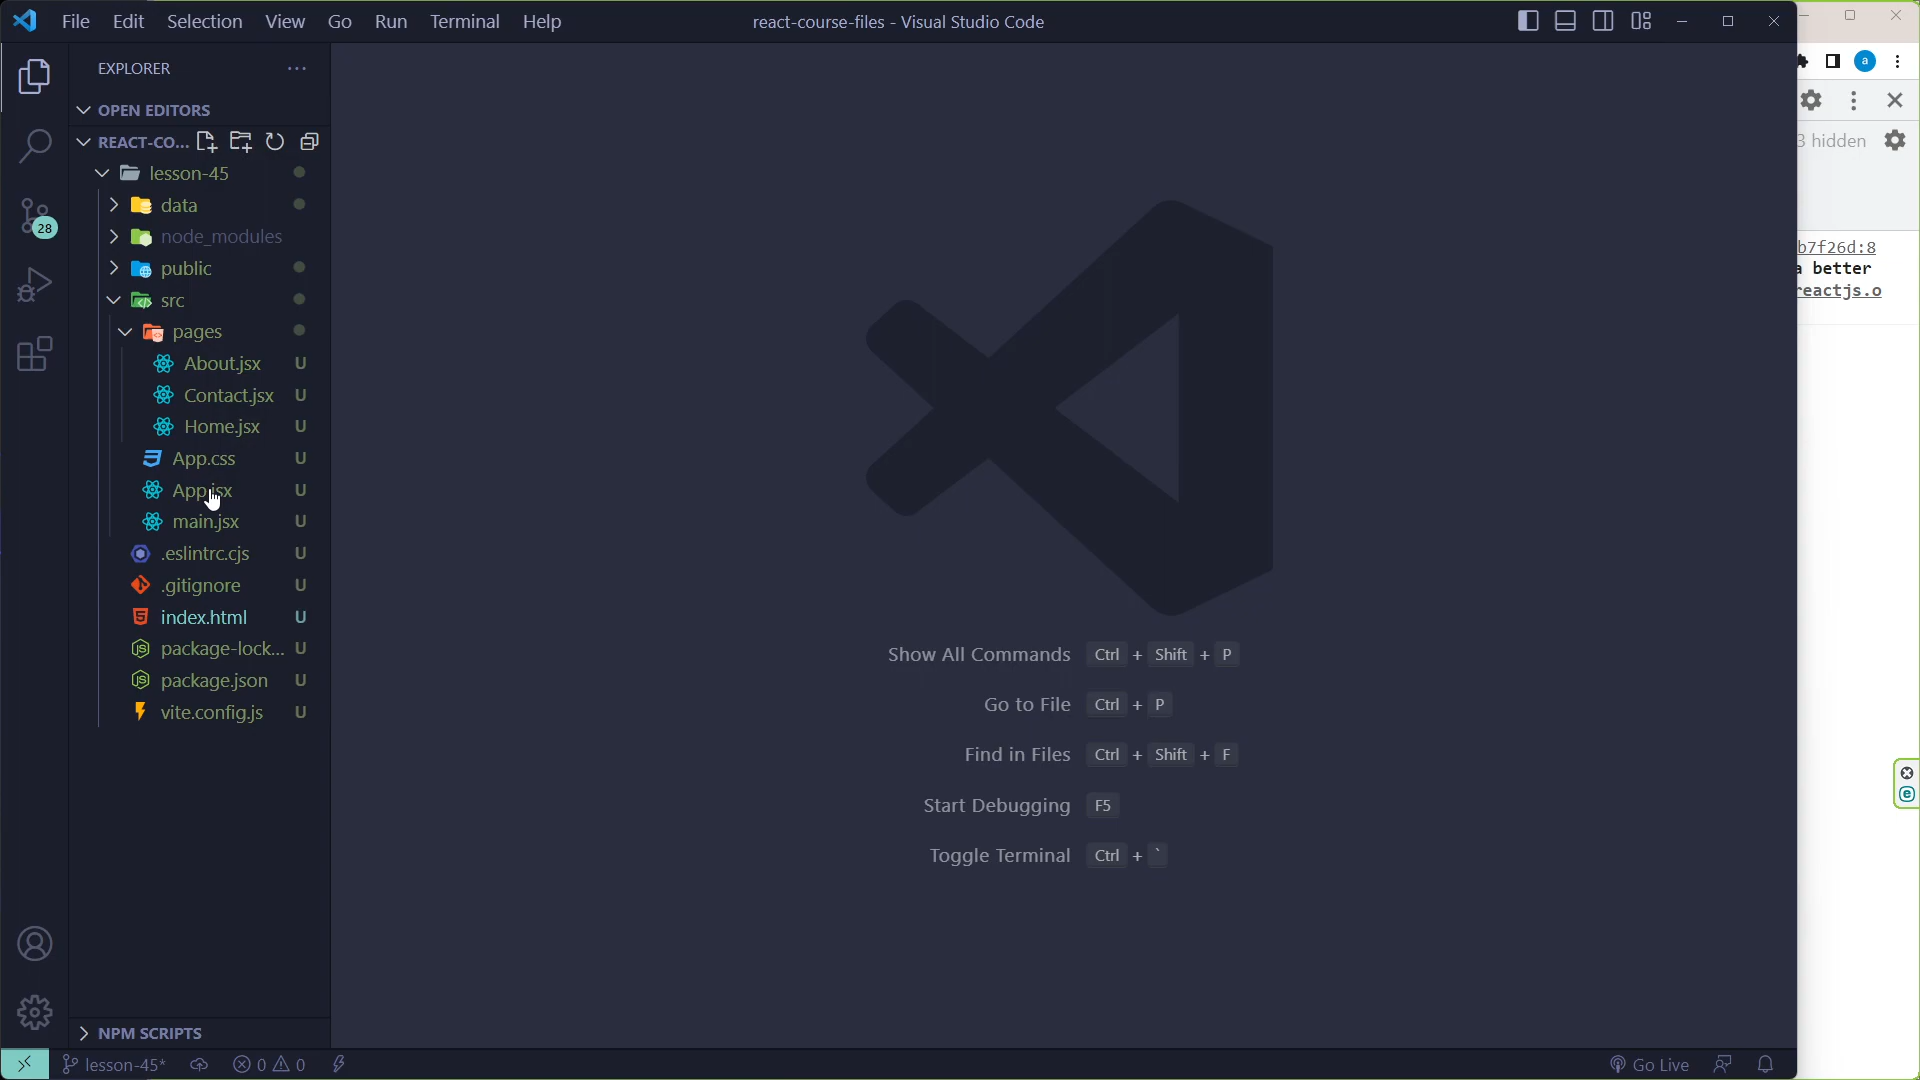 File Edit Selection View Go Run Terminal Help
react-course-files - Visual Studio Code
EXPLORER
OPEN EDITORS
REACT-CO...
lesson-45
data
node_modules
public
src
pages
About.jsx U
Contact.jsx U
Home.jsx U
App.css U
App.jsx U
main.jsx U
.eslintrc.cjs U
.gitignore U
index.html U
package-lock... U
package.json U
vite.config.js U
28
NPM SCRIPTS
Show All Commands Ctrl + Shift + P
Go to File Ctrl + P
Find in Files Ctrl + Shift + F
Start Debugging F5
Toggle Terminal Ctrl + `
a
3 hidden
b7f26d:8
a better
reactjs.o
e
lesson-45* 0 0 Go Live